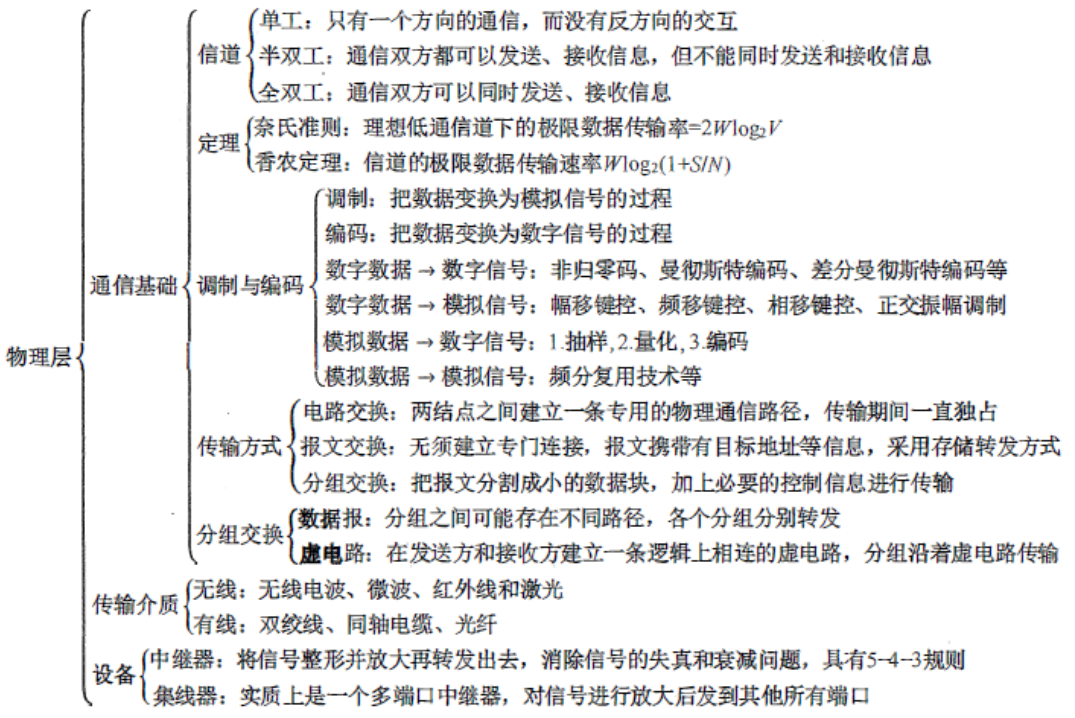 单工：只有一个方向的通信，而没有反方向的交互
信道
半双工：通信双方都可以发送、接收信息，但不能同时发送和接收信息
全双工：通信双方可以同时发送、接收信息
奈氏准则：理想低通信道下的极限数据传输率=2Wlog₂V
定理
香农定理：信道的极限数据传输速率Wlog₂(1+S/N)
调制：把数据变换为模拟信号的过程
编码：把数据变换为数字信号的过程
数字数据 → 数字信号：非归零码、曼彻斯特编码、差分曼彻斯特编码等
通信基础
调制与编码
数字数据 → 模拟信号：幅移键控、频移键控、相移键控、正交振幅调制
模拟数据 → 数字信号：1.抽样,2.量化,3.编码
物理层
模拟数据 → 模拟信号：频分复用技术等
电路交换：两结点之间建立一条专用的物理通信路径，传输期间一直独占
传输方式
报文交换：无须建立专门连接，报文携带有目标地址等信息，采用存储转发方式
分组交换：把报文分割成小的数据块，加上必要的控制信息进行传输
数据报：分组之间可能存在不同路径，各个分组分别转发
分组交换
虚电路：在发送方和接收方建立一条逻辑上相连的虚电路，分组沿着虚电路传输
无线：无线电波、微波、红外线和激光
传输介质
有线：双绞线、同轴电缆、光纤
中继器：将信号整形并放大再转发出去，消除信号的失真和衰减问题，具有5-4-3规则
设备
集线器：实质上是一个多端口中继器，对信号进行放大后发到其他所有端口